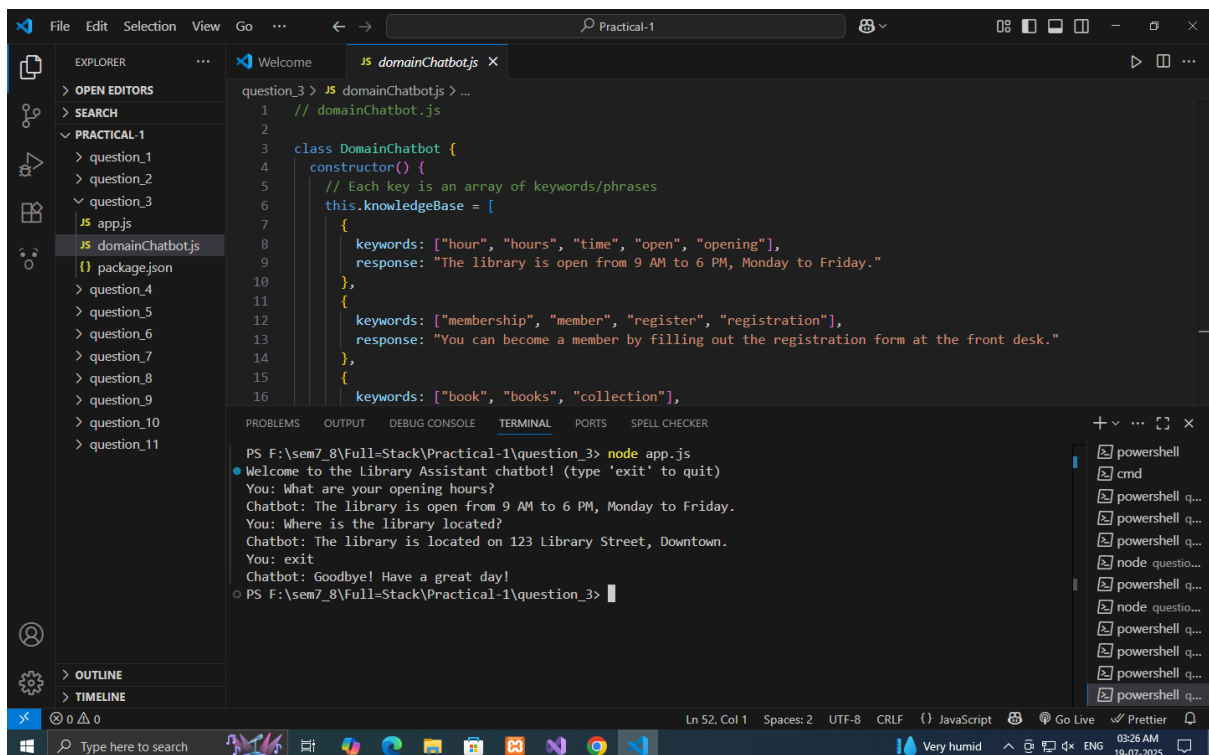 File Edit Selection View Go ··· Practical-1
EXPLORER ···
OPEN EDITORS
SEARCH
PRACTICAL-1
question_1
question_2
question_3
JS app.js
JS domainChatbot.js
{} package.json
question_4
question_5
question_6
question_7
question_8
question_9
question_10
question_11
OUTLINE
TIMELINE
Welcome JS domainChatbot.js
question_3 > JS domainChatbot.js > ...
1 // domainChatbot.js
2
3 class DomainChatbot {
4 constructor() {
5 // Each key is an array of keywords/phrases
6 this.knowledgeBase = [
7 {
8 keywords: ["hour", "hours", "time", "open", "opening"],
9 response: "The library is open from 9 AM to 6 PM, Monday to Friday."
10 },
11 {
12 keywords: ["membership", "member", "register", "registration"],
13 response: "You can become a member by filling out the registration form at the front desk."
14 },
15 {
16 keywords: ["book", "books", "collection"],
PROBLEMS OUTPUT DEBUG CONSOLE TERMINAL PORTS SPELL CHECKER
PS F:\sem7_8\Full=Stack\Practical-1\question_3> node app.js
Welcome to the Library Assistant chatbot! (type 'exit' to quit)
You: What are your opening hours?
Chatbot: The library is open from 9 AM to 6 PM, Monday to Friday.
You: Where is the library located?
Chatbot: The library is located on 123 Library Street, Downtown.
You: exit
Chatbot: Goodbye! Have a great day!
PS F:\sem7_8\Full=Stack\Practical-1\question_3>
powershell
cmd
powershell q...
powershell q...
powershell q...
node questio...
powershell q...
node questio...
powershell q...
powershell q...
powershell q...
powershell q...
0 0 Ln 52, Col 1 Spaces: 2 UTF-8 CRLF {} JavaScript Go Live Prettier
Type here to search Very humid ENG 03:26 AM
19-07-2025